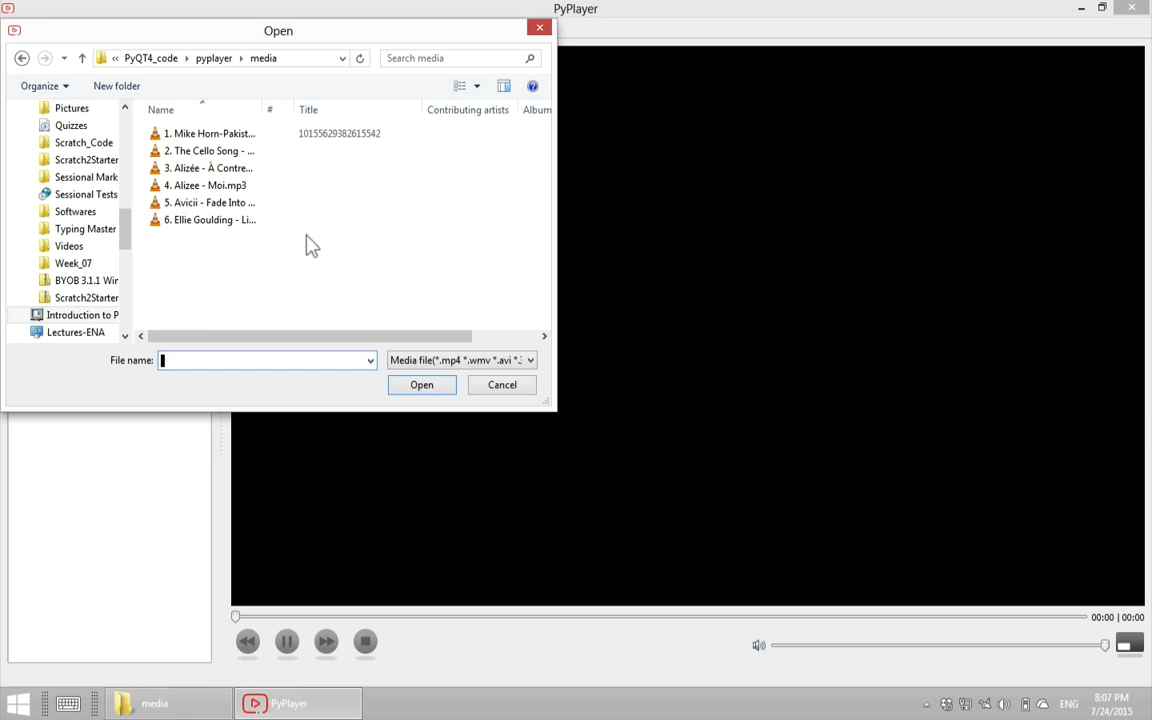 PyPlayer
Open
« PyQT4_code pyplayer media
Search media
Organize
New folder
Name # Title Contributing artists Album
Pictures
Quizzes
Scratch_Code
Scratch2Starter
Sessional Mark
Sessional Tests
Softwares
Typing Master
Videos
Week_07
BYOB 3.1.1 Wir
Scratch2Starter
Introduction to P
Lectures-ENA
1. Mike Horn-Pakist... 10155629382615542
2. The Cello Song - ...
3. Alizée - À Contre...
4. Alizee - Moi.mp3
5. Avicii - Fade Into ...
6. Ellie Goulding - Li...
File name:
Media file(*.mp4 *.wmv *.avi *.:
Open
Cancel
00:00 | 00:00
media
PyPlayer
ENG
8:07 PM
7/24/2015